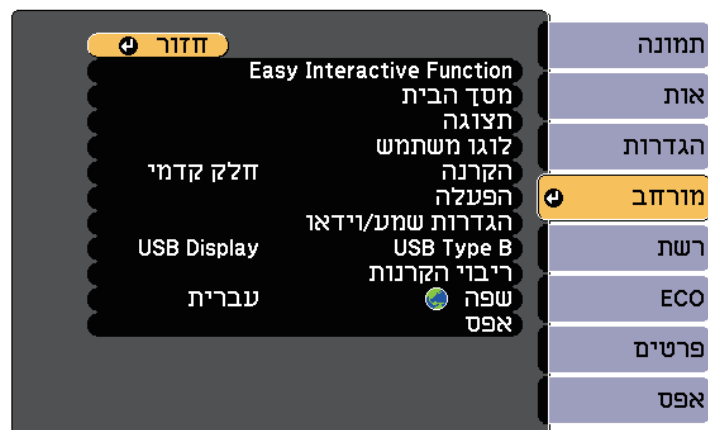 חזור
Easy Interactive Function
מסך הבית
תצוגה
לוגו משתמש
הקרנה חלק קדמי
הפעלה
הגדרות שמע/וידאו
USB Type B USB Display
ריבוי הקרנות
שפה עברית
אפס
תמונה
אות
הגדרות
מורחב
רשת
ECO
פרטים
אפס